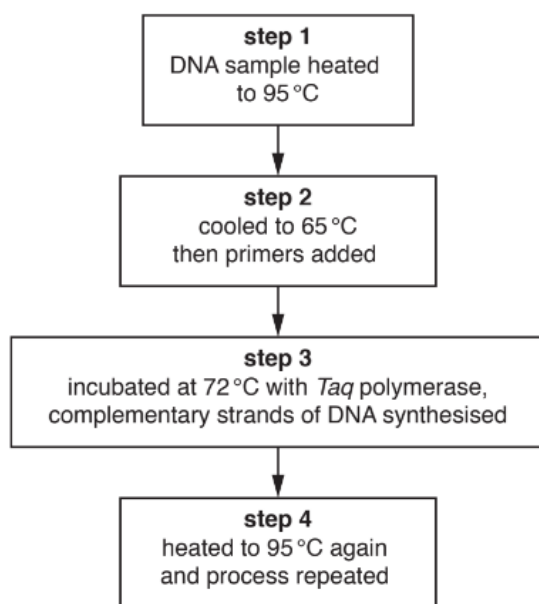 step 1
DNA sample heated
to 95 °C
step 2
cooled to 65 °C
then primers added
step 3
incubated at 72 °C with Taq polymerase,
complementary strands of DNA synthesised
step 4
heated to 95 °C again
and process repeated